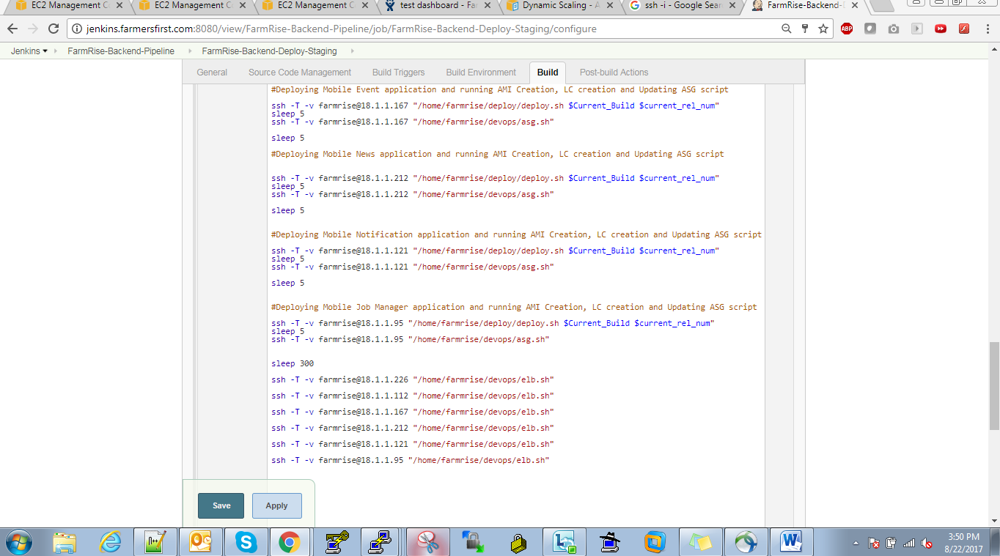 EC2 Management C
EC2 Management C
EC2 Management C
test dashboard - Fa
Dynamic Scaling - A
ssh -i - Google Sear
FarmRise-Backend-D
jenkins.farmersfirst.com:8080/view/FarmRise-Backend-Pipeline/job/FarmRise-Backend-Deploy-Staging/configure
ABP
Jenkins
FarmRise-Backend-Pipeline
FarmRise-Backend-Deploy-Staging
General
Source Code Management
Build Triggers
Build Environment
Build
Post-build Actions
#Deploying Mobile Event application and running AMI Creation, LC creation and Updating ASG script
ssh -T -v farmrise@18.1.1.167 "/home/farmrise/deploy/deploy.sh $Current_Build $current_rel_num"
sleep 5
ssh -T -v farmrise@18.1.1.167 "/home/farmrise/devops/asg.sh"
sleep 5
#Deploying Mobile News application and running AMI Creation, LC creation and Updating ASG script
ssh -T -v farmrise@18.1.1.212 "/home/farmrise/deploy/deploy.sh $Current_Build $current_rel_num"
sleep 5
ssh -T -v farmrise@18.1.1.212 "/home/farmrise/devops/asg.sh"
sleep 5
#Deploying Mobile Notification application and running AMI Creation, LC creation and Updating ASG script
ssh -T -v farmrise@18.1.1.121 "/home/farmrise/deploy/deploy.sh $Current_Build $current_rel_num"
sleep 5
ssh -T -v farmrise@18.1.1.121 "/home/farmrise/devops/asg.sh"
sleep 5
#Deploying Mobile Job Manager application and running AMI Creation, LC creation and Updating ASG script
ssh -T -v farmrise@18.1.1.95 "/home/farmrise/deploy/deploy.sh $Current_Build $current_rel_num"
sleep 5
ssh -T -v farmrise@18.1.1.95 "/home/farmrise/devops/asg.sh"
sleep 300
ssh -T -v farmrise@18.1.1.226 "/home/farmrise/devops/elb.sh"
ssh -T -v farmrise@18.1.1.112 "/home/farmrise/devops/elb.sh"
ssh -T -v farmrise@18.1.1.167 "/home/farmrise/devops/elb.sh"
ssh -T -v farmrise@18.1.1.212 "/home/farmrise/devops/elb.sh"
ssh -T -v farmrise@18.1.1.121 "/home/farmrise/devops/elb.sh"
ssh -T -v farmrise@18.1.1.95 "/home/farmrise/devops/elb.sh"
Save
Apply
3:50 PM
8/22/2017